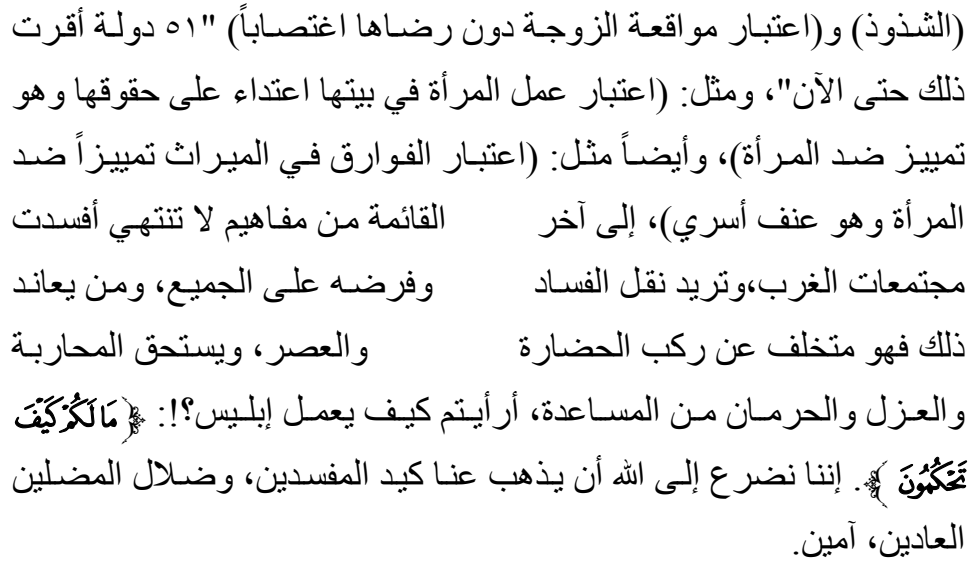 (الشذوذ) و(اعتبار مواقعة الزوجة دون رضاها اغتصاباً) "٥١ دولة أقرت
ذلك حتى الآن"، ومثل: (اعتبار عمل المرأة في بيتها اعتداء على حقوقها وهو
تمييز ضد المرأة)، وأيضاً مثل: (اعتبار الفوارق في الميراث تمييزاً ضد
المرأة وهو عنف أسري)، إلى آخر القائمة من مفاهيم لا تنتهي أفسدت
مجتمعات الغرب،وتريد نقل الفساد وفرضه على الجميع، ومن يعاند
ذلك فهو متخلف عن ركب الحضارة والعصر، ويستحق المحاربة
والعزل والحرمان من المساعدة، أرأيتم كيف يعمل إبليس؟!: ﴿ مَا لَكُمْ كَيْفَ
تَحْكُمُونَ ﴾. إننا نضرع إلى الله أن يذهب عنا كيد المفسدين، وضلال المضلين
العادين، آمين.